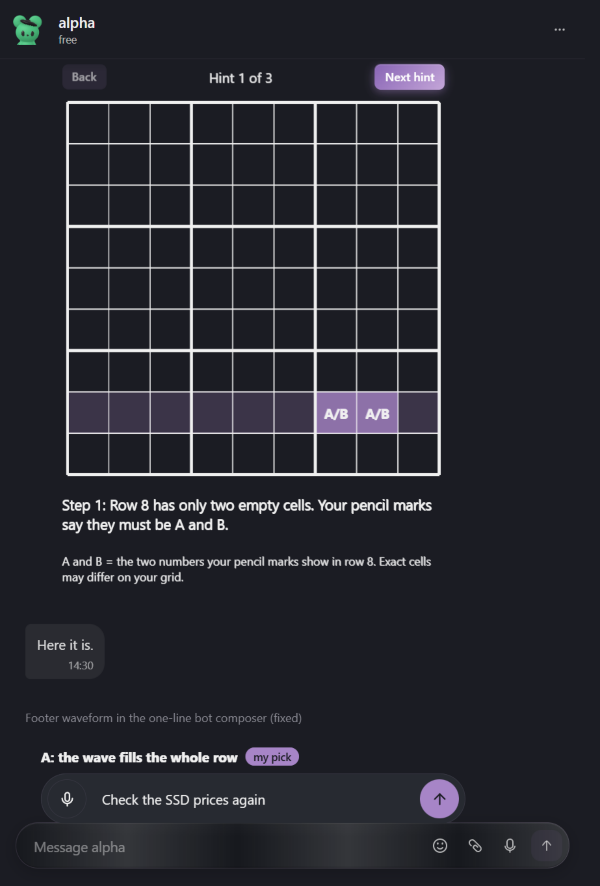 alpha
free
Back
Hint 1 of 3
Next hint
A/B
A/B
Step 1: Row 8 has only two empty cells. Your pencil marks
say they must be A and B.
A and B = the two numbers your pencil marks show in row 8. Exact cells
may differ on your grid.
Here it is.
14:30
Footer waveform in the one-line bot composer (fixed)
A: the wave fills the whole row
my pick
Check the SSD prices again
Message alpha